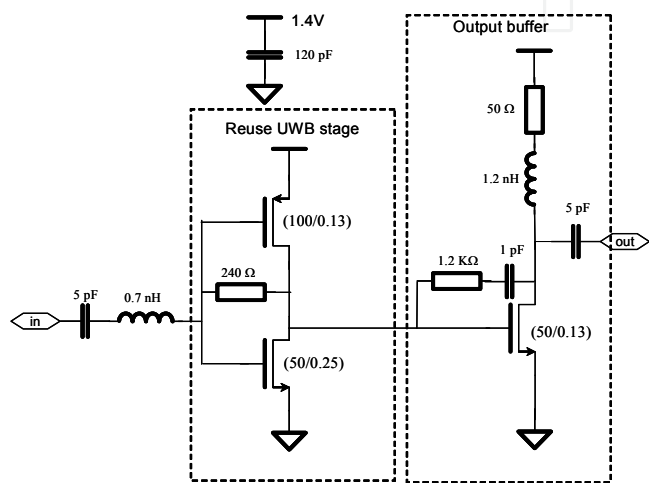 1.4V
120 pF
Output buffer
50 Ω
1.2 nH
5 pF
out
1 pF
1.2 KΩ
(50/0.13)
Reuse UWB stage
(100/0.13)
240 Ω
(50/0.25)
5 pF
0.7 nH
in